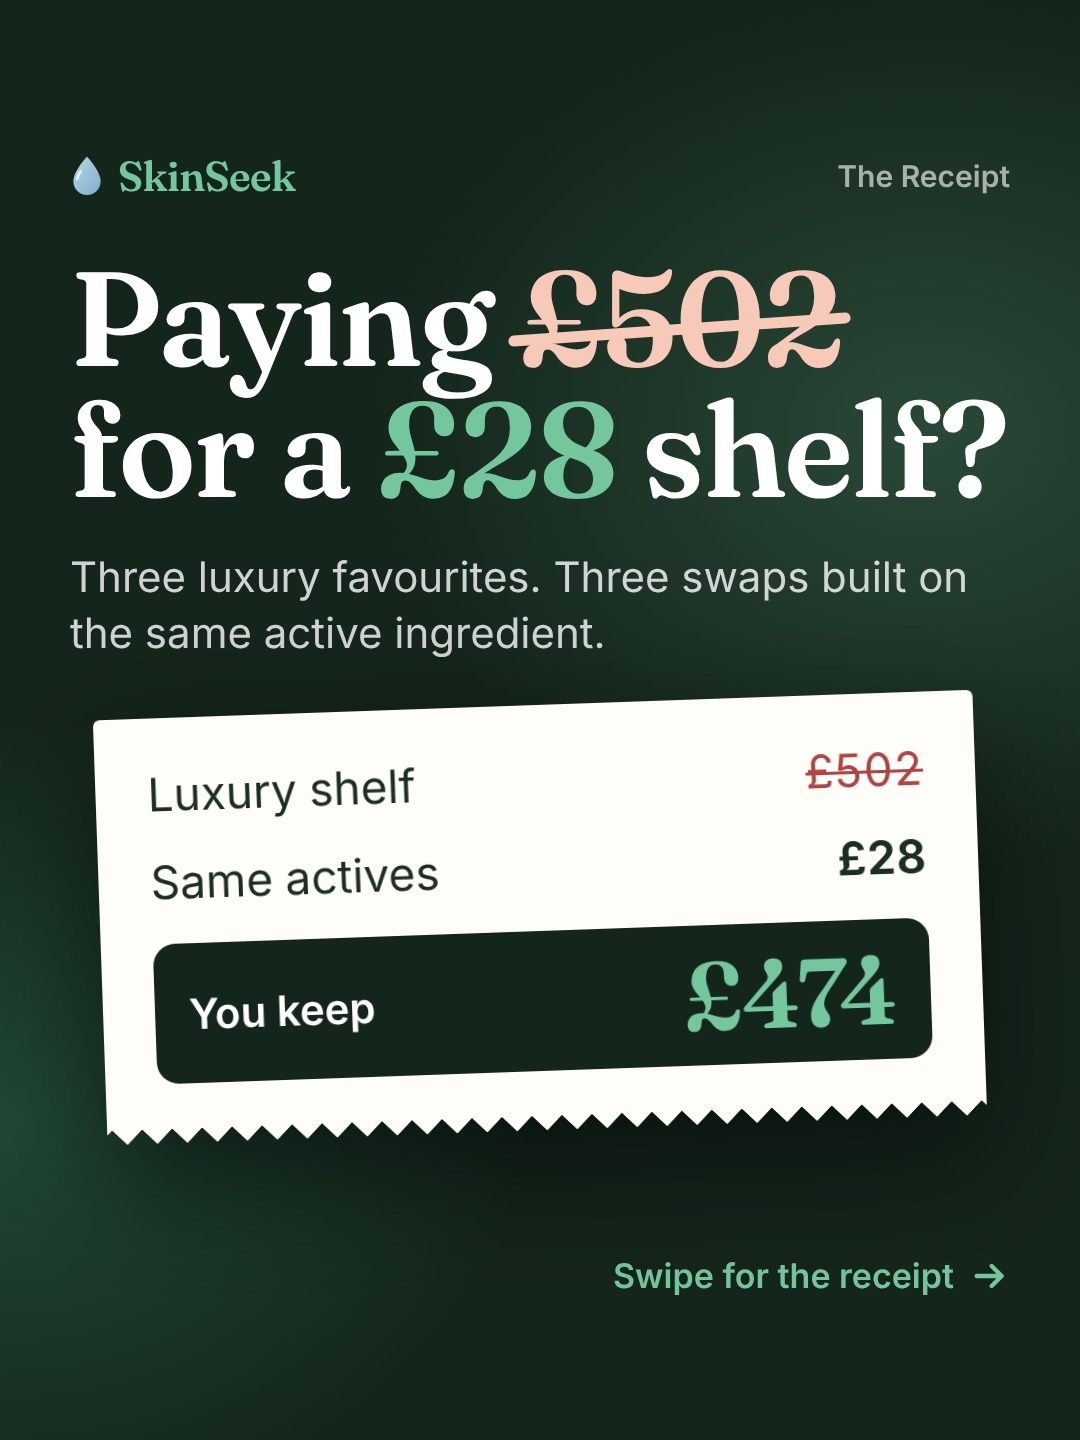 SkinSeek
The Receipt
Paying £502
for a £28 shelf?
Three luxury favourites. Three swaps built on
the same active ingredient.
Luxury shelf £502
Same actives £28
You keep £474
Swipe for the receipt →